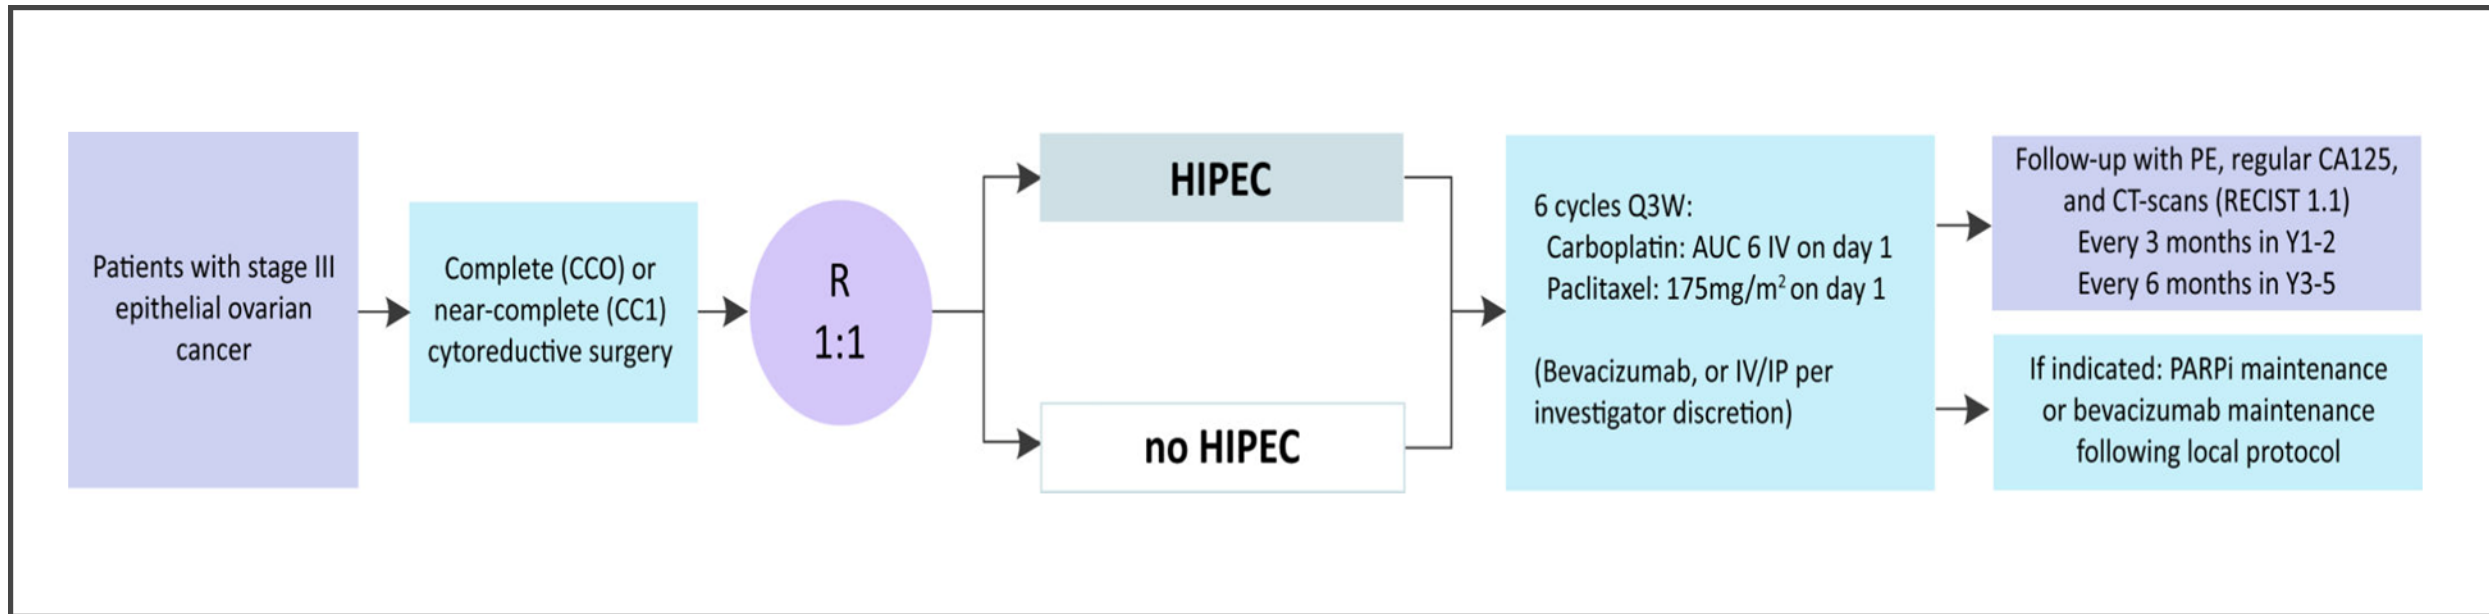 Patients with stage III
epithelial ovarian
cancer
Complete (CCO) or
near-complete (CC1)
cytoreductive surgery
R
1:1
HIPEC
no HIPEC
6 cycles Q3W:
Carboplatin: AUC 6 IV on day 1
Paclitaxel: 175mg/m² on day 1
(Bevacizumab, or IV/IP per
investigator discretion)
Follow-up with PE, regular CA125,
and CT-scans (RECIST 1.1)
Every 3 months in Y1-2
Every 6 months in Y3-5
If indicated: PARPi maintenance
or bevacizumab maintenance
following local protocol